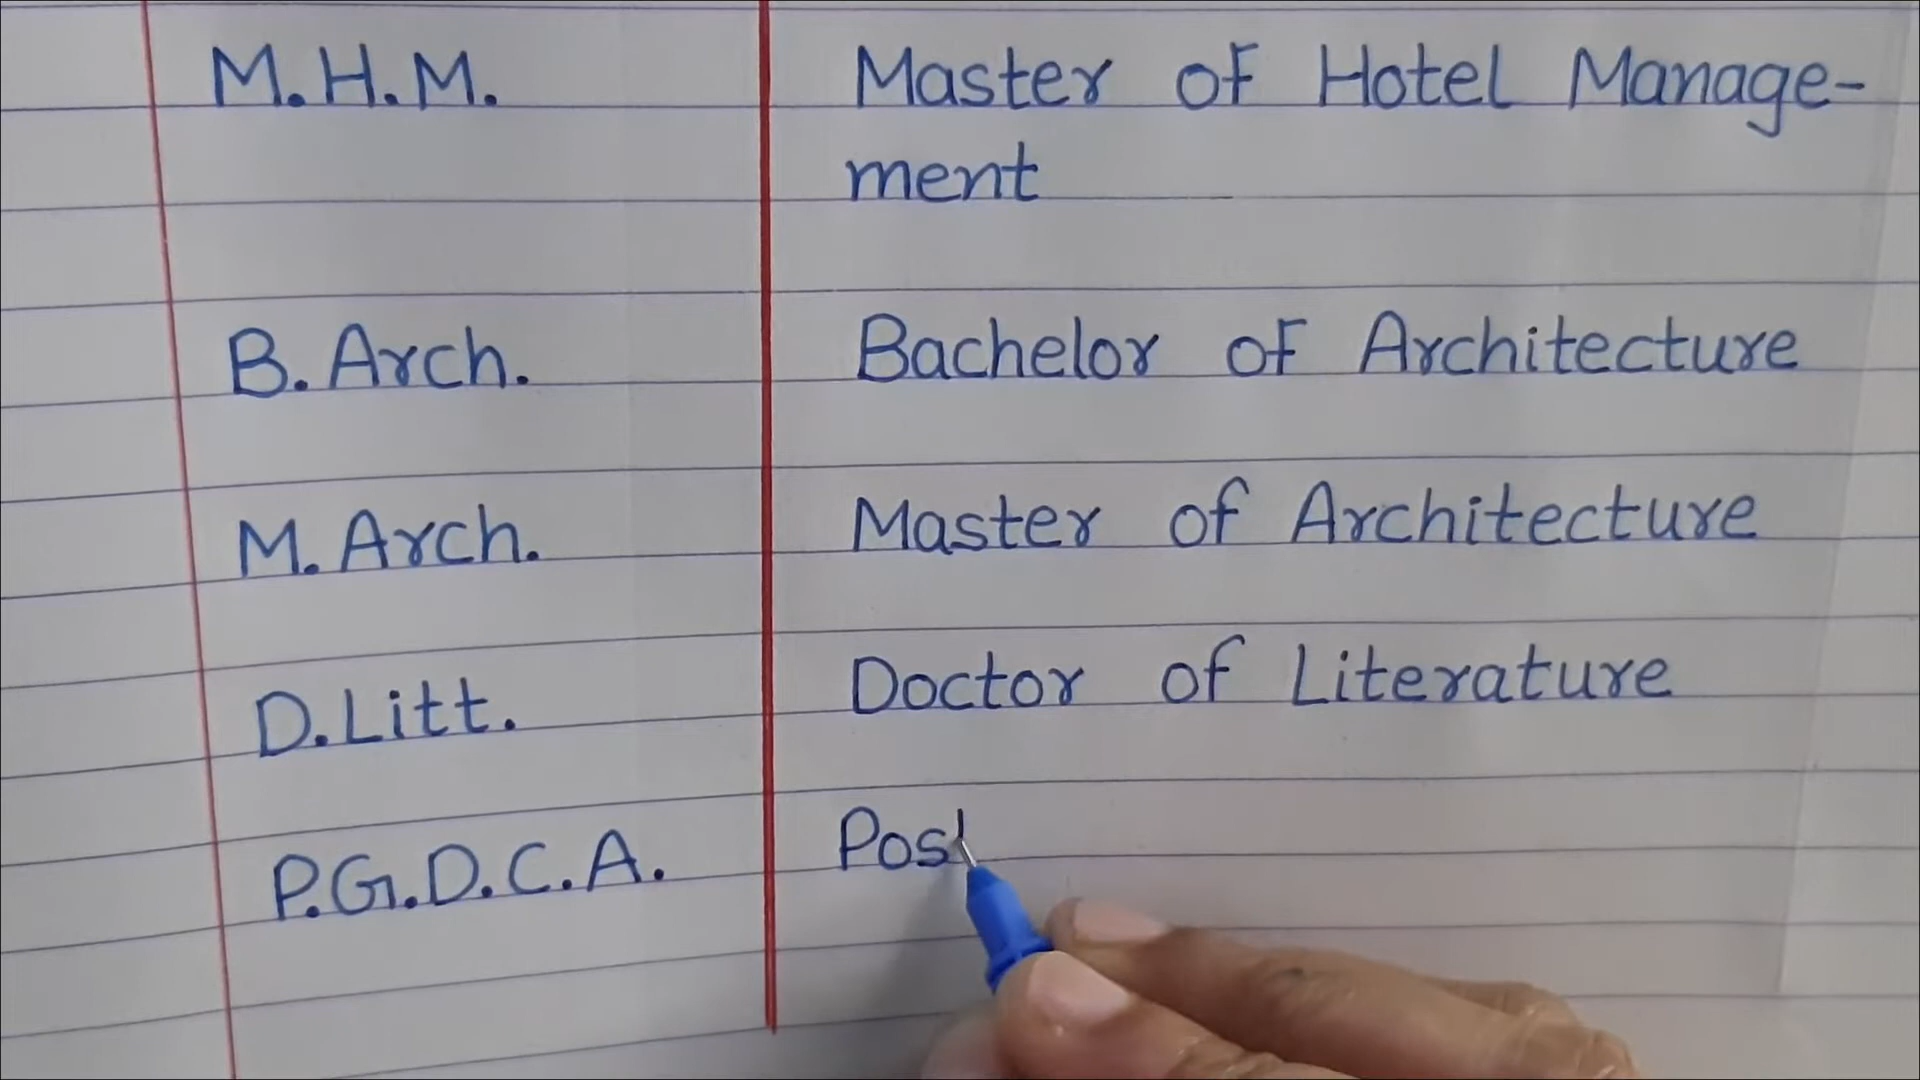 M.H.M. Master of Hotel Manage-
ment
B. Arch. Bachelor of Architecture
M. Arch. Master of Architecture
D.Litt. Doctor of Literature
P.G.D.C.A. Pos